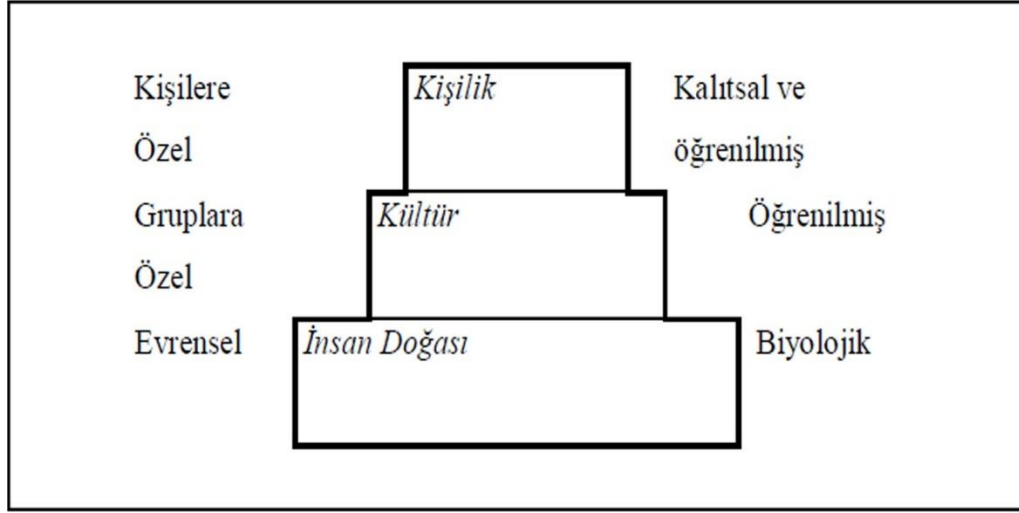 Kişilere Kişilik Kalıtsal ve
Özel öğrenilmiş
Gruplara Kültür Öğrenilmiş
Özel
Evrensel İnsan Doğası Biyolojik